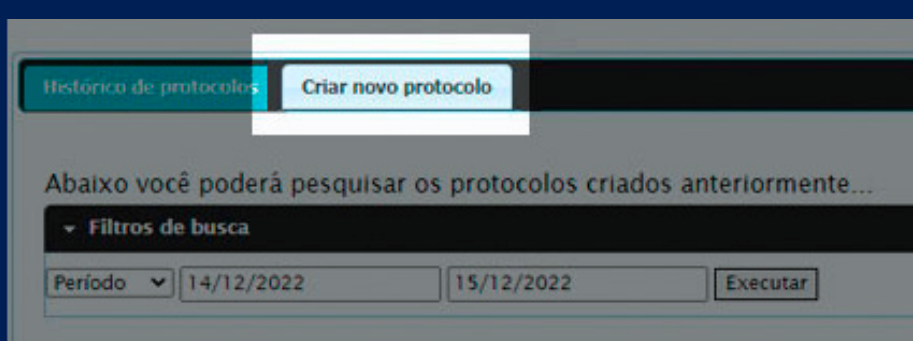 Histórico de protocolos Criar novo protocolo
Abaixo você poderá pesquisar os protocolos criados anteriormente...
Filtros de busca
Período 14/12/2022 15/12/2022 Executar